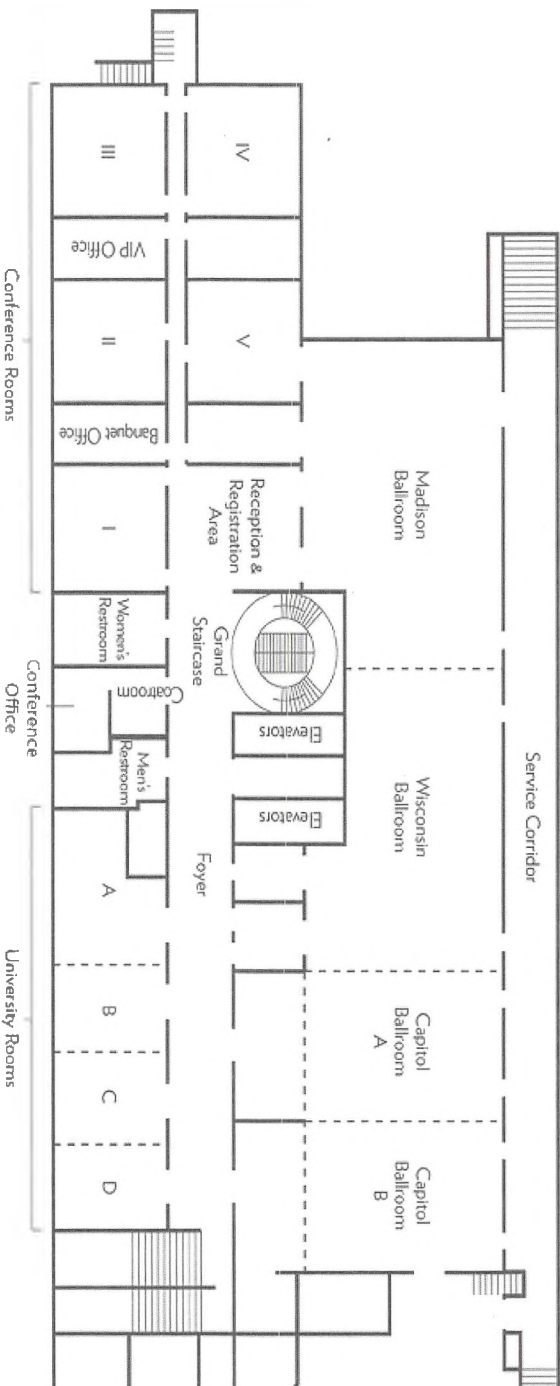 III
IV
VIP Office
II
V
Banquet Office
I
Reception &
Registration
Area
Madison
Ballroom
Conference Rooms
Women's
Restroom
Coatroom
Conference
Office
Men's
Restroom
Grand
Staircase
Elevators
Elevators
Foyer
Wisconsin
Ballroom
Service Corridor
A
B
C
D
University Rooms
Capitol
Ballroom
A
Capitol
Ballroom
B